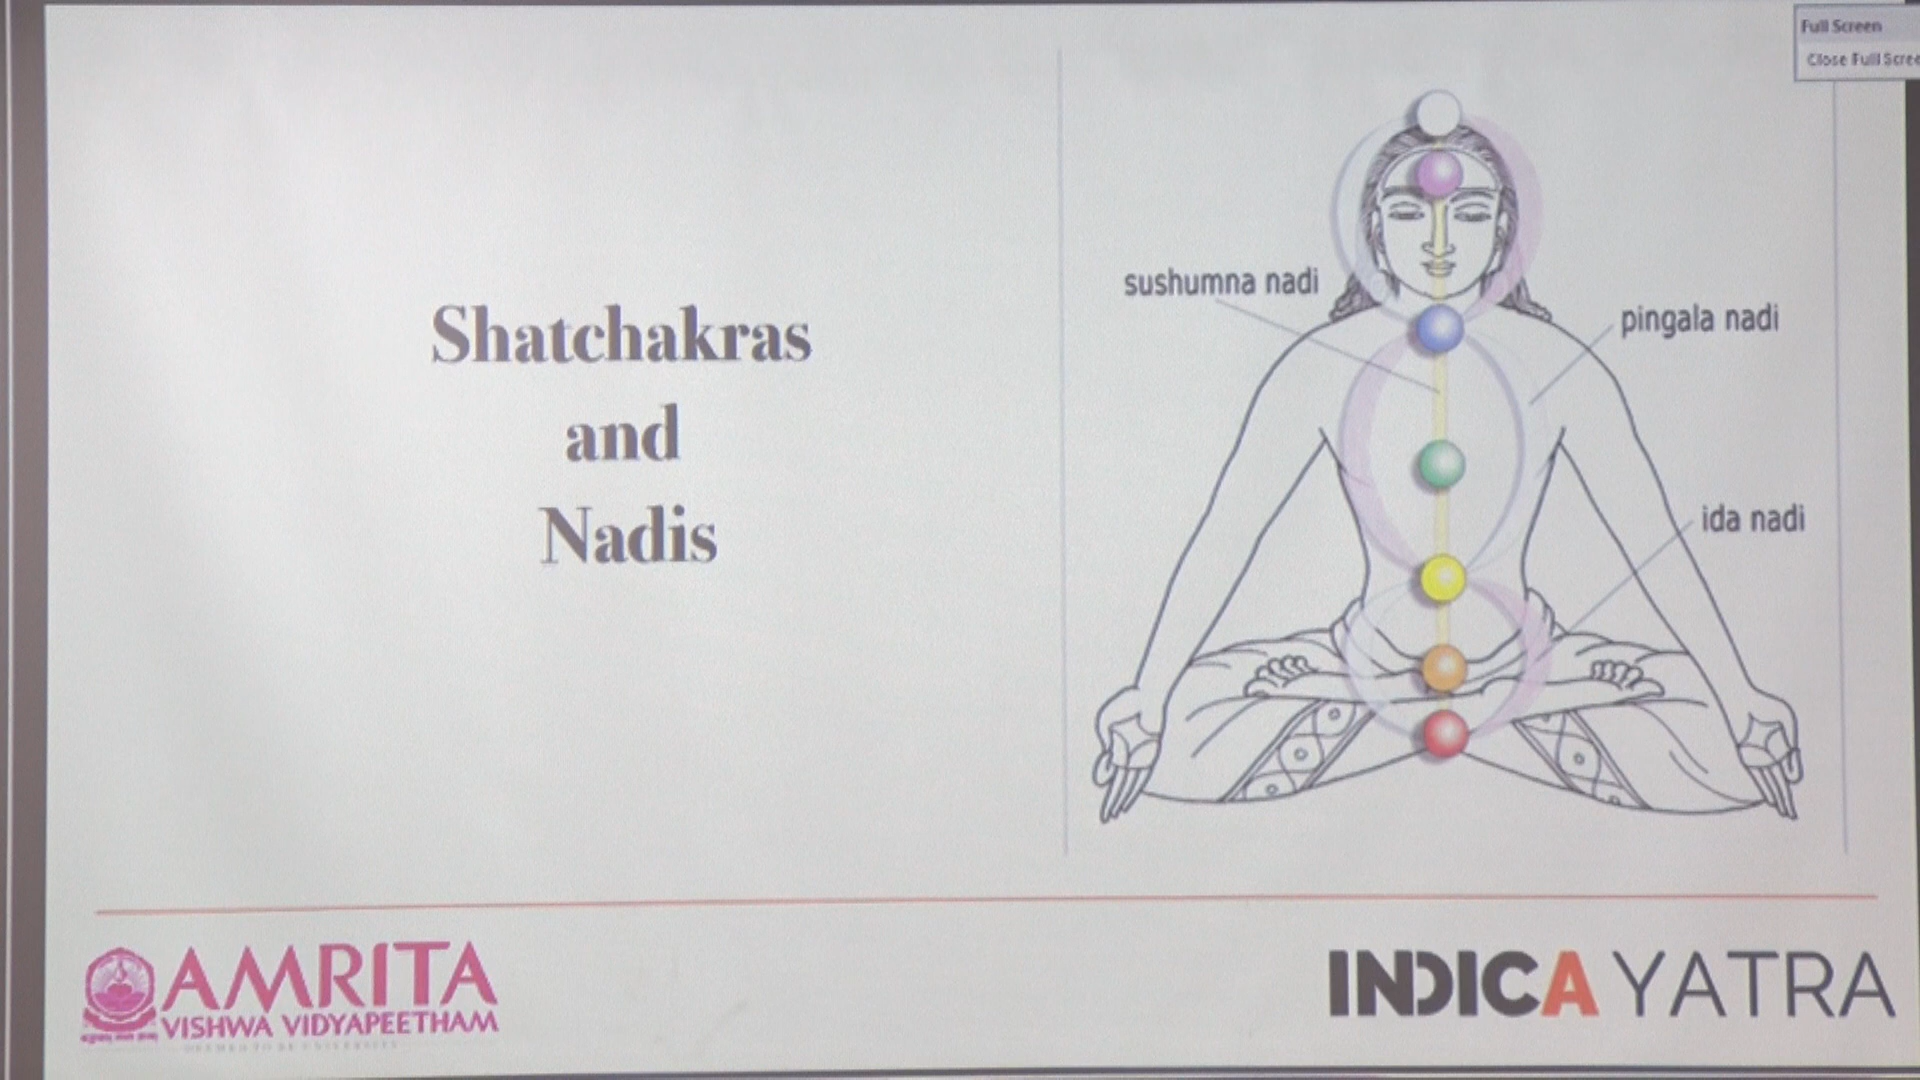 Full Screen
Close Full Scree
Shatchakras
and
Nadis
sushumna nadi
pingala nadi
ida nadi
AMRITA
VISHWA VIDYAPEETHAM
INDICA YATRA